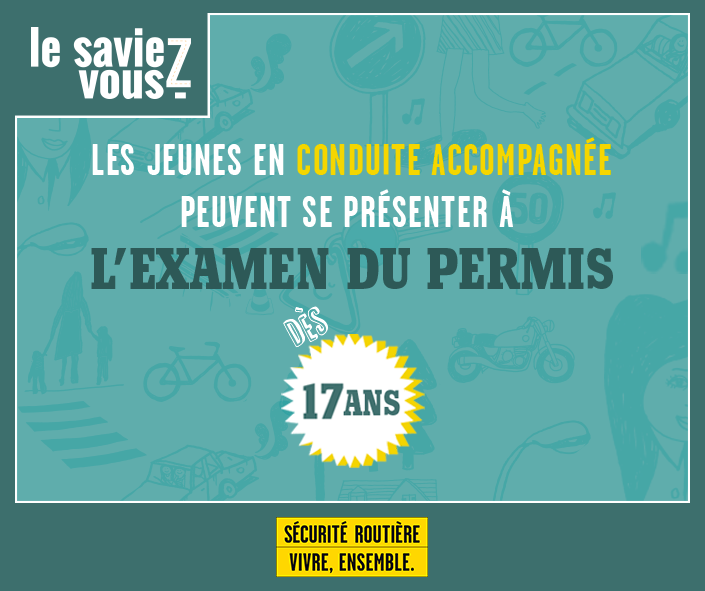 le saviez
vous?
LES JEUNES EN CONDUITE ACCOMPAGNÉE
PEUVENT SE PRÉSENTER À
50
L'EXAMEN DU PERMIS
DÈS
17 ANS
SÉCURITÉ ROUTIÈRE
VIVRE, ENSEMBLE.